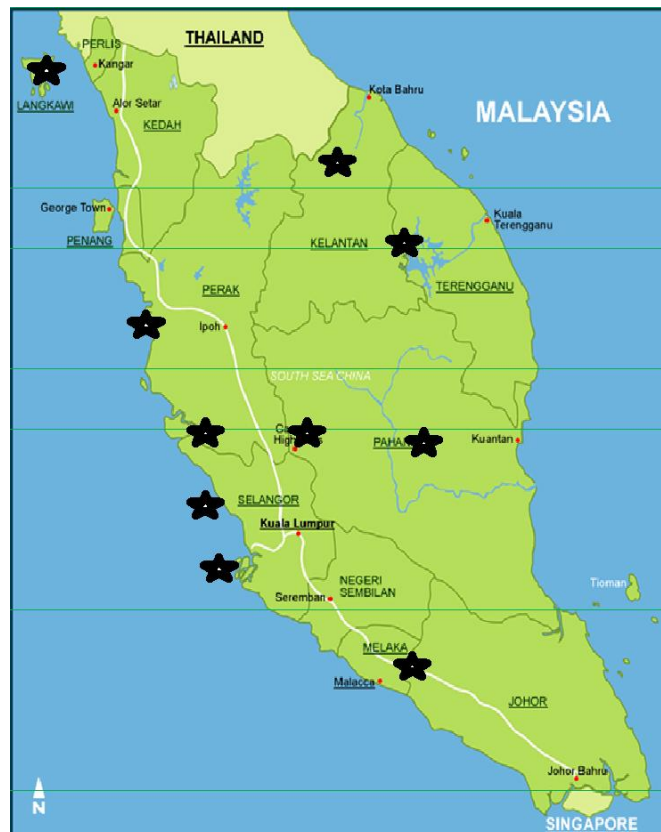 THAILAND
PERLIS
Kangar
LANGKAWI
Alor Setar
KEDAH
Kota Bahru
MALAYSIA
George Town
PENANG
Kuala
Terengganu
KELANTAN
TERENGGANU
PERAK
Ipoh
SOUTH SEA CHINA
Kuantan
SELANGOR
Kuala Lumpur
NEGERI
SEMBILAN
Seremban
Tioman
MELAKA
Malacca
JOHOR
Johor Bahru
N
SINGAPORE